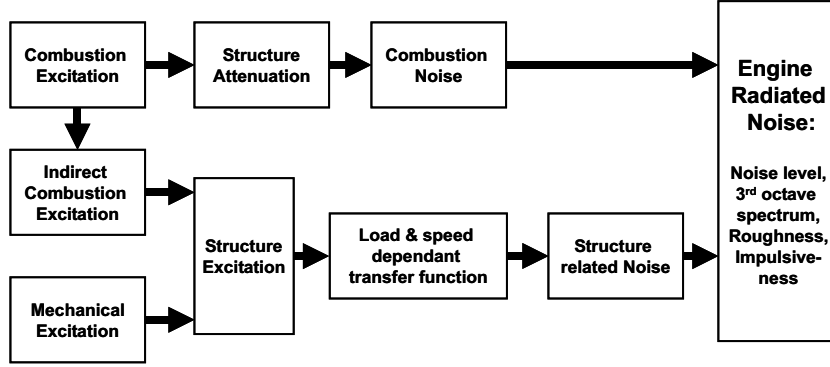 Combustion
Excitation
Structure
Attenuation
Combustion
Noise
Engine
Radiated
Noise:
Noise level,
3rd octave
spectrum,
Roughness,
Impulsive-
ness
Indirect
Combustion
Excitation
Structure
Excitation
Load & speed
dependant
transfer function
Structure
related Noise
Mechanical
Excitation